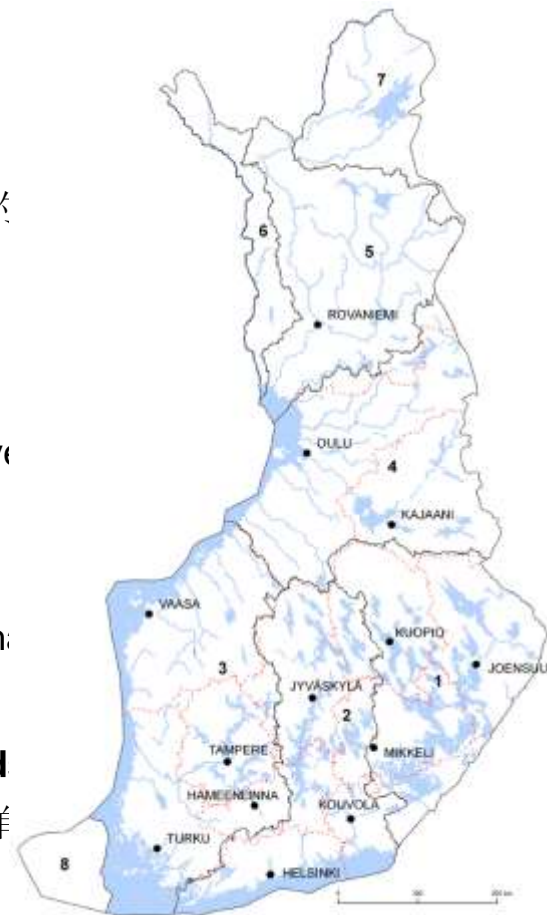 7
6
5
ROVANIEMI
OULU
4
KAJAANI
VAASA
KUOPIO
JOENSUU
3
1
JYVÄSKYLÄ
2
TAMPERE
MIKKELI
HÄMEENLINNA
KOUVOLA
TURKU
8
HELSINKI